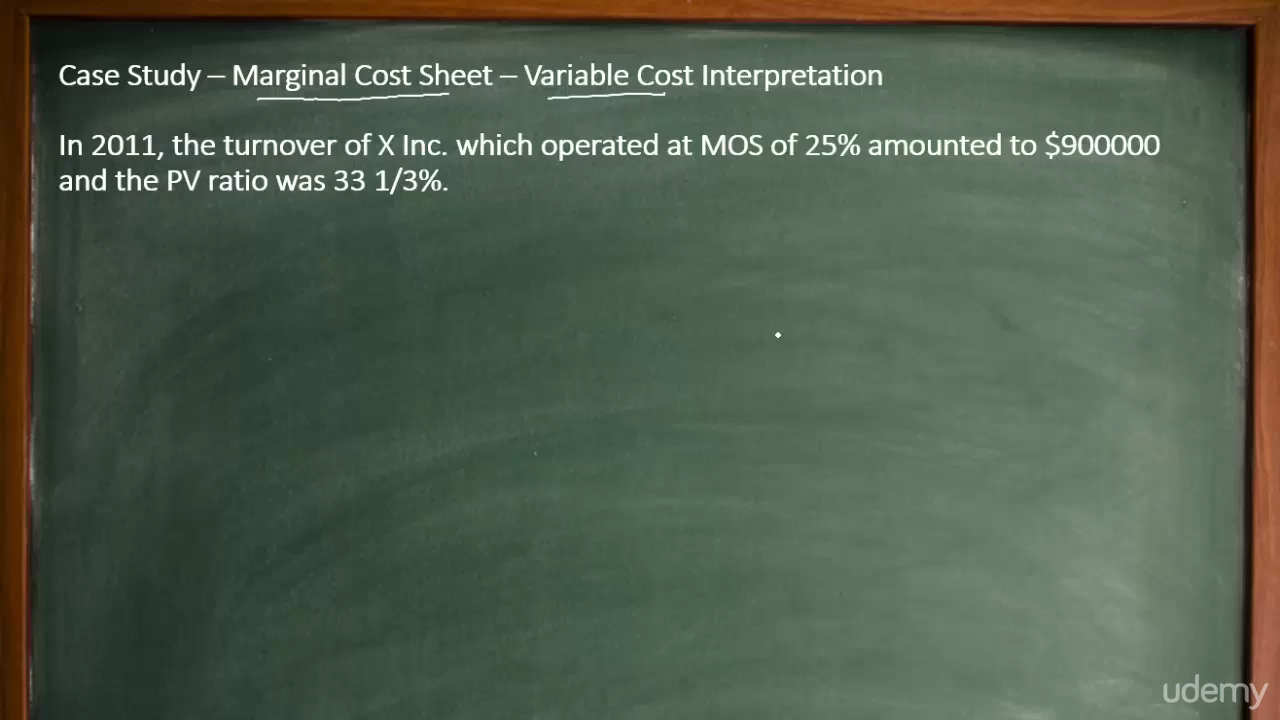 Case Study – Marginal Cost Sheet – Variable Cost Interpretation
In 2011, the turnover of X Inc. which operated at MOS of 25% amounted to $900000
and the PV ratio was 33 1/3%.
udemy